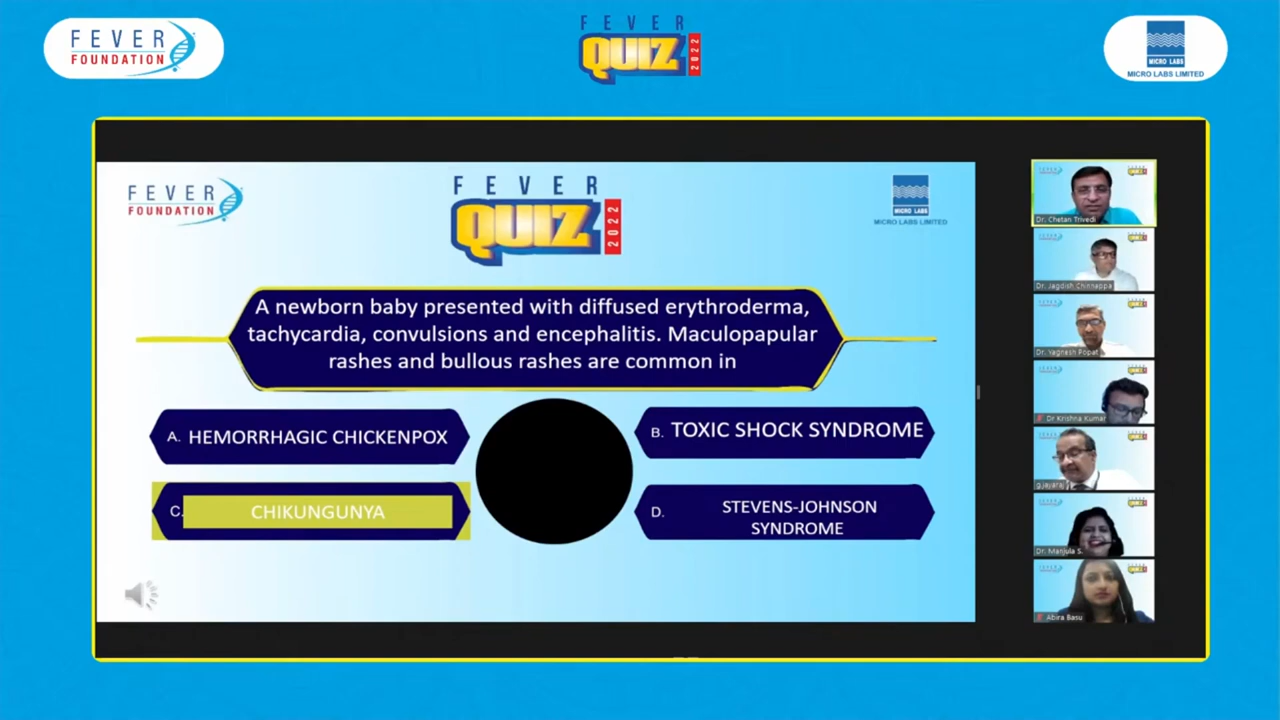 FEVER
FOUNDATION
FEVER
QUIZ
2022
MICRO LABS
MICRO LABS LIMITED
FEVER
FOUNDATION
FEVER
QUIZ
2022
MICRO LABS
MICRO LABS LIMITED
A newborn baby presented with diffused erythroderma,
tachycardia, convulsions and encephalitis. Maculopapular
rashes and bullous rashes are common in
A. HEMORRHAGIC CHICKENPOX
B. TOXIC SHOCK SYNDROME
C. CHIKUNGUNYA
D. STEVENS-JOHNSON
SYNDROME
Dr. Chetan Trivedi
Dr. Jagdish Chinnappa
Dr. Yagnesh Popat
Dr Krishna Kumar
Dr. Manjula S.
Abira Basu